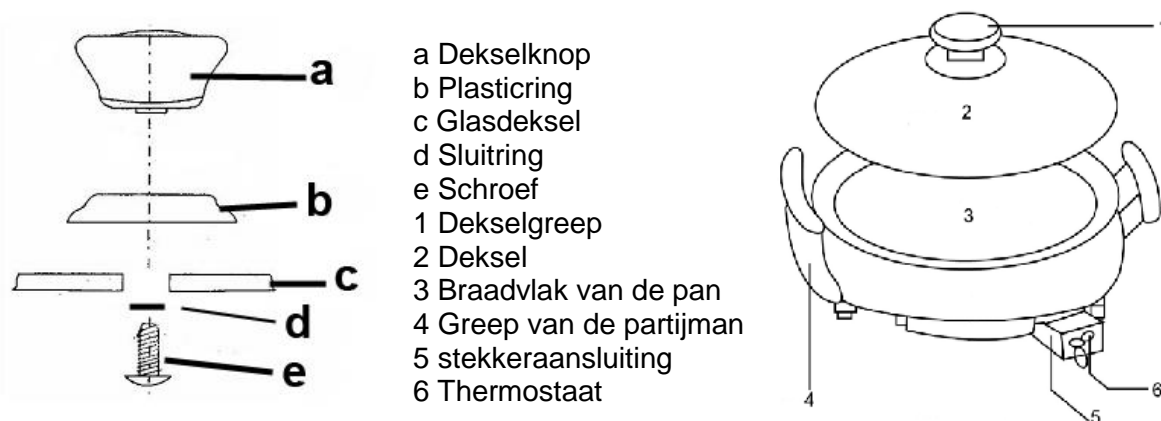 a
b
c
d
e
a Dekselknop
b Plasticring
c Glasdeksel
d Sluitring
e Schroef
1 Dekselgreep
2 Deksel
3 Braadvlak van de pan
4 Greep van de partijman
5 stekkeraansluiting
6 Thermostaat
2
3
4
5
6